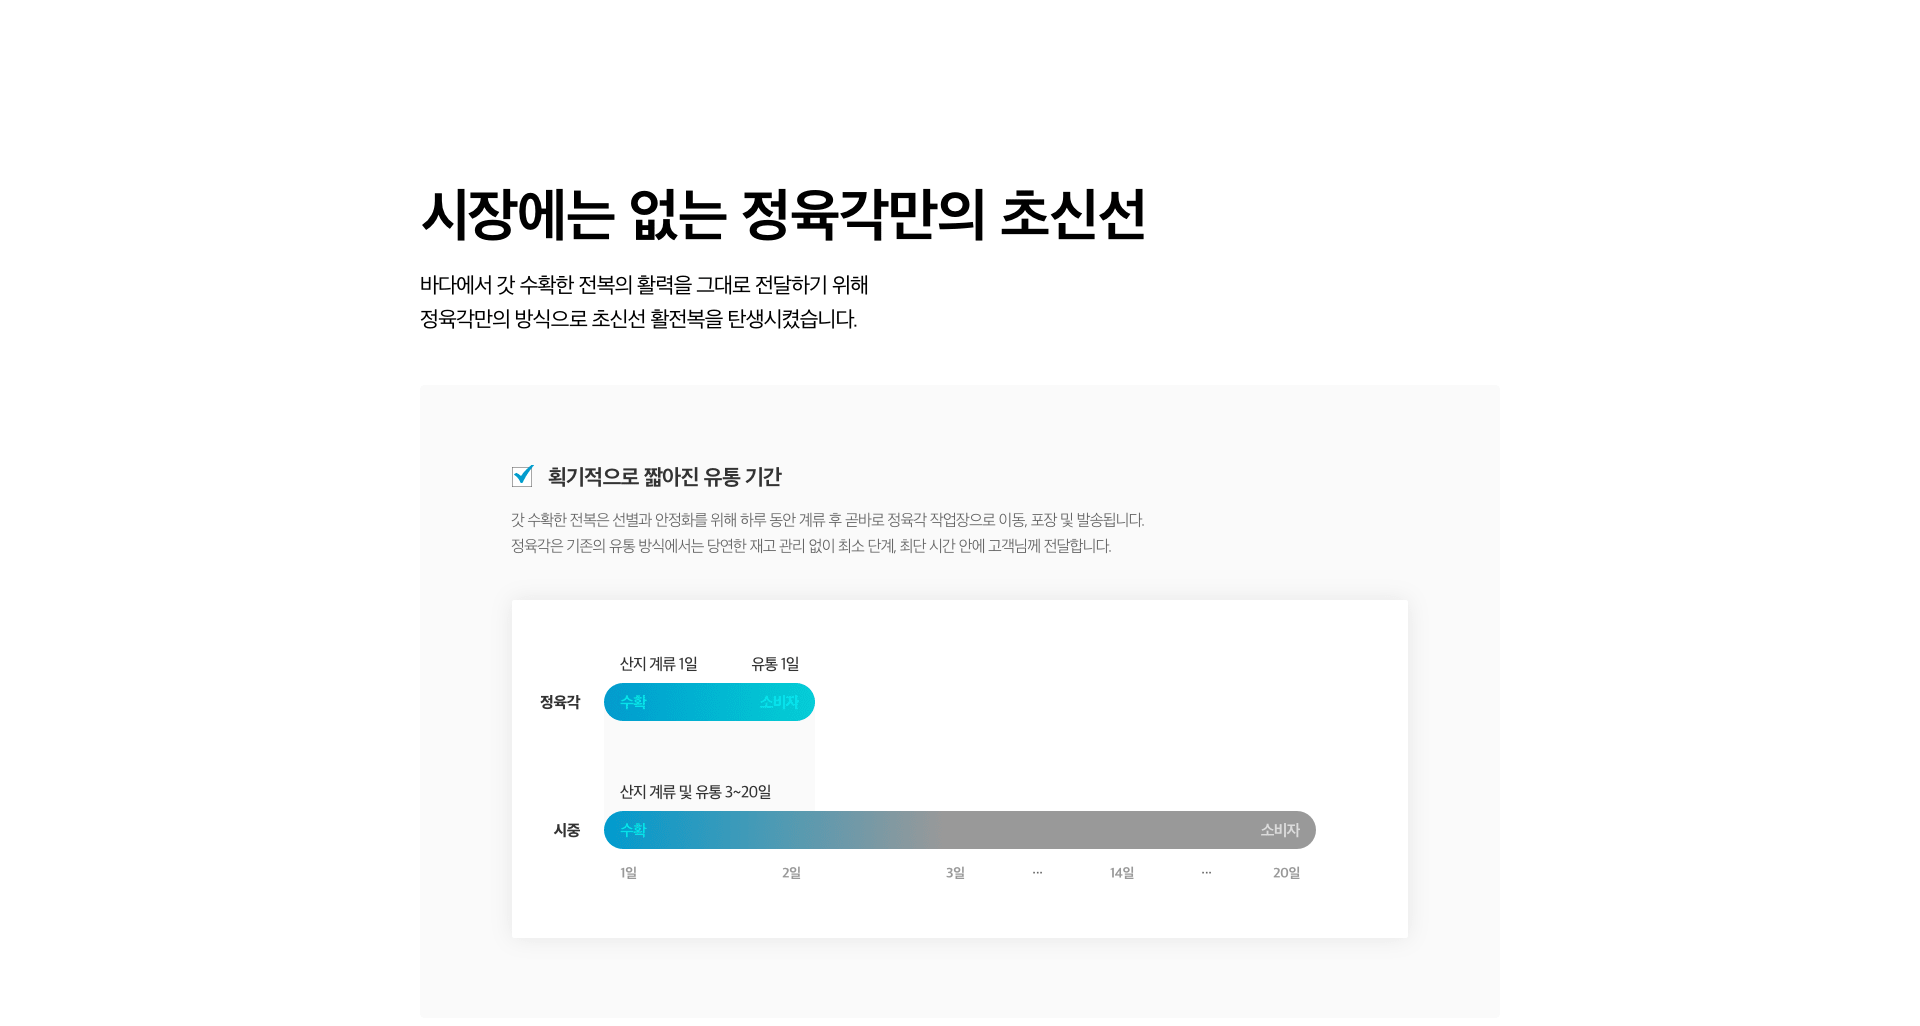 시장에는 없는 정육각만의 초신선
바다에서 갓 수확한 전복의 활력을 그대로 전달하기 위해
정육각만의 방식으로 초신선 활전복을 탄생시켰습니다.
획기적으로 짧아진 유통 기간
갓 수확한 전복은 선별과 안정화를 위해 하루 동안 계류 후 곧바로 정육각 작업장으로 이동, 포장 및 발송됩니다.
정육각은 기존의 유통 방식에서는 당연한 재고 관리 없이 최소 단계, 최단 시간 안에 고객님께 전달합니다.
산지 계류 1일 유통 1일
정육각 수확 소비자
산지 계류 및 유통 3~20일
시중 수확 소비자
1일 2일 3일 ··· 14일 ··· 20일